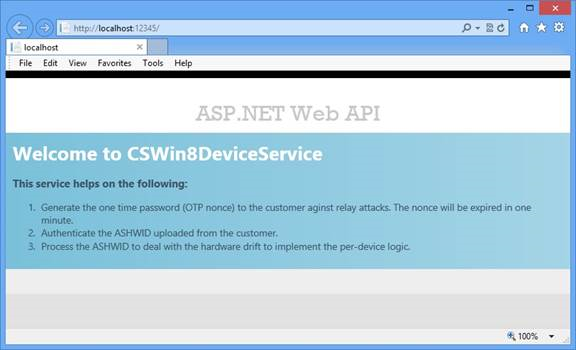 http://localhost:12345/
localhost
File Edit View Favorites Tools Help
ASP.NET Web API
Welcome to CSWin8DeviceService
This service helps on the following:
1. Generate the one time password (OTP nonce) to the customer aginst relay attacks. The nonce will be expired in one
minute.
2. Authenticate the ASHWID uploaded from the customer.
3. Process the ASHWID to deal with the hardware drift to implement the per-device logic.
100%